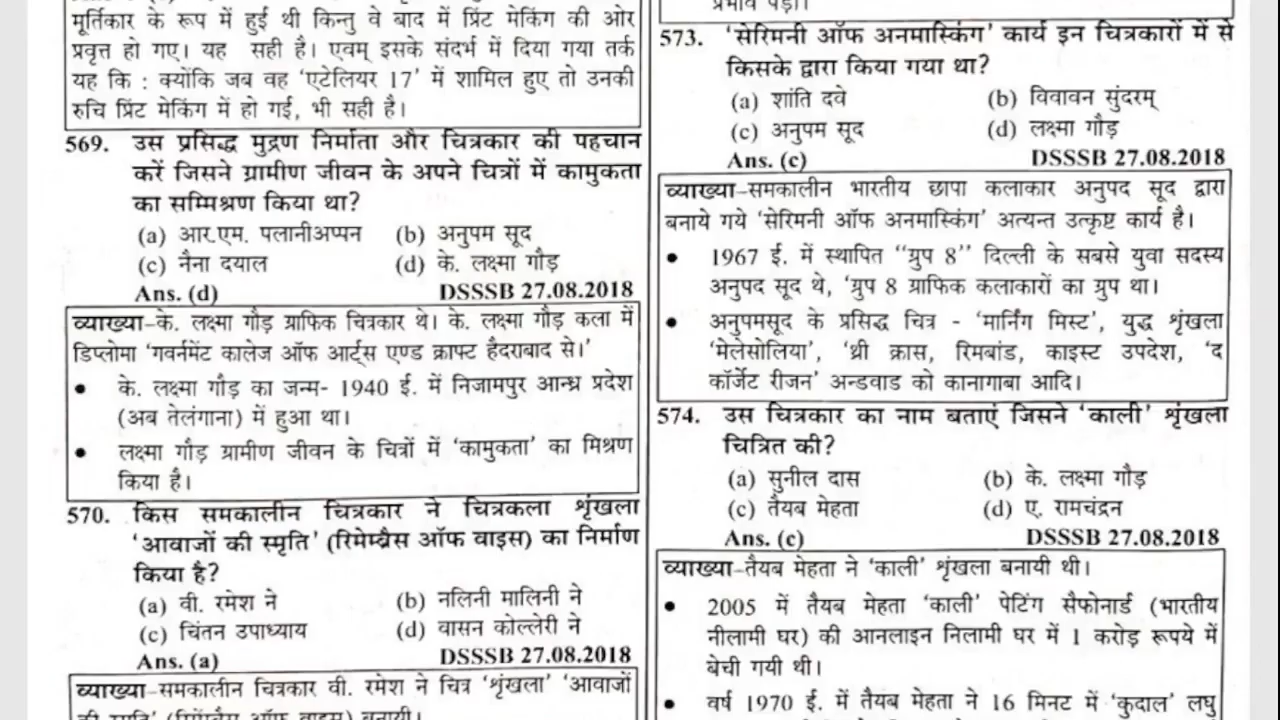 मूर्तिकार के रूप में हुई थी किन्तु वे बाद में प्रिंट मेकिंग की ओर
प्रवृत्त हो गए। यह सही है। एवम् इसके संदर्भ में दिया गया तर्क
यह कि : क्योंकि जब वह ‘एटेलियर 17’ में शामिल हुए तो उनकी
रुचि प्रिंट मेकिंग में हो गई, भी सही है।
569. उस प्रसिद्ध मुद्रण निर्माता और चित्रकार की पहचान
करें जिसने ग्रामीण जीवन के अपने चित्रों में कामुकता
का सम्मिश्रण किया था?
(a) आर.एम. पलानीअप्पन (b) अनुपम सूद
(c) नैना दयाल (d) के. लक्ष्मा गौड़
Ans. (d) DSSSB 27.08.2018
व्याख्या–के. लक्ष्मा गौड़ ग्राफिक चित्रकार थे। के. लक्ष्मा गौड़ कला में
डिप्लोमा ‘गवर्नमेंट कालेज ऑफ आर्ट्स एण्ड क्राफ्ट हैदराबाद से।’
• के. लक्ष्मा गौड़ का जन्म- 1940 ई. में निजामपुर आन्ध्र प्रदेश
(अब तेलंगाना) में हुआ था।
• लक्ष्मा गौड़ ग्रामीण जीवन के चित्रों में ‘कामुकता’ का मिश्रण
किया है।
570. किस समकालीन चित्रकार ने चित्रकला शृंखला
‘आवाजों की स्मृति’ (रिमेम्ब्रैस ऑफ वाइस) का निर्माण
किया है?
(a) वी. रमेश ने (b) नलिनी मालिनी ने
(c) चिंतन उपाध्याय (d) वासन कोल्लेरी ने
Ans. (a) DSSSB 27.08.2018
व्याख्या–समकालीन चित्रकार वी. रमेश ने चित्र ‘शृंखला’ ‘आवाजों
प्रभाव पड़ा।
573. ‘सेरिमनी ऑफ अनमास्किंग’ कार्य इन चित्रकारों में से
किसके द्वारा किया गया था?
(a) शांति दवे (b) विवावन सुंदरम्
(c) अनुपम सूद (d) लक्ष्मा गौड़
Ans. (c) DSSSB 27.08.2018
व्याख्या–समकालीन भारतीय छापा कलाकार अनुपद सूद द्वारा
बनाये गये ‘सेरिमनी ऑफ अनमास्किंग’ अत्यन्त उत्कृष्ट कार्य है।
• 1967 ई. में स्थापित “ग्रुप 8” दिल्ली के सबसे युवा सदस्य
अनुपद सूद थे, ‘ग्रुप 8 ग्राफिक कलाकारों का ग्रुप था।
• अनुपमसूद के प्रसिद्ध चित्र - ‘मार्निंग मिस्ट’, युद्ध शृंखला
‘मेलेसोलिया’, ‘थ्री क्रास, रिमबांड, काइस्ट उपदेश, ‘द
कॉर्जेट रीजन’ अन्डवाड को कानागाबा आदि।
574. उस चित्रकार का नाम बताएं जिसने ‘काली’ शृंखला
चित्रित की?
(a) सुनील दास (b) के. लक्ष्मा गौड़
(c) तैयब मेहता (d) ए. रामचंद्रन
Ans. (c) DSSSB 27.08.2018
व्याख्या–तैयब मेहता ने ‘काली’ शृंखला बनायी थी।
• 2005 में तैयब मेहता ‘काली’ पेटिंग सैफोनार्ड (भारतीय
नीलामी घर) की आनलाइन निलामी घर में 1 करोड़ रूपये में
बेची गयी थी।
• वर्ष 1970 ई. में तैयब मेहता ने 16 मिनट में ‘कुदाल’ लघु